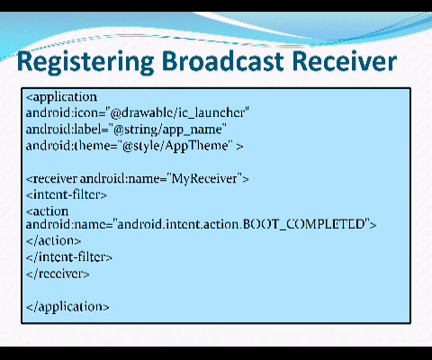 Registering Broadcast Receiver
<application
android:icon="@drawable/ic_launcher"
android:label="@string/app_name"
android:theme="@style/AppTheme" >
<receiver android:name="MyReceiver">
<intent-filter>
<action
android:name="android.intent.action.BOOT_COMPLETED">
</action>
</intent-filter>
</receiver>
</application>